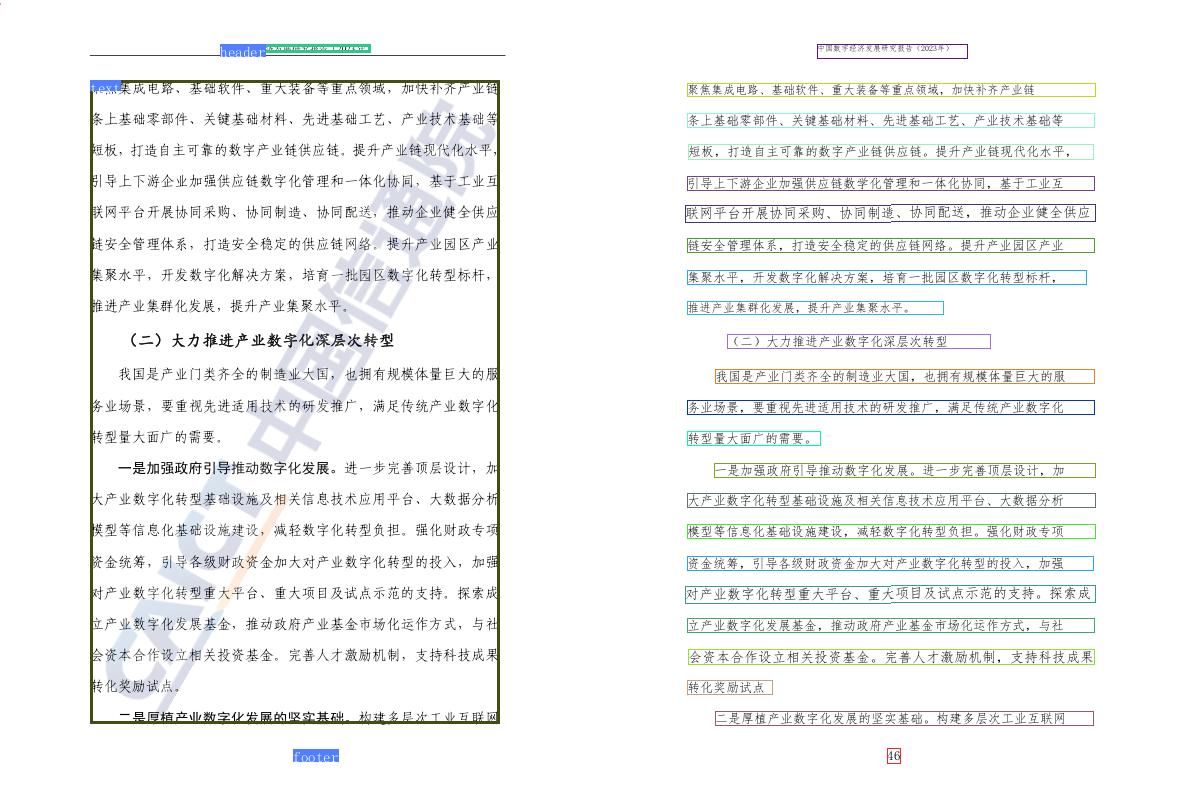 header
text
集成电路、基础软件、重大装备等重点领域，加快补齐产业链
条上基础零部件、关键基础材料、先进基础工艺、产业技术基础等
短板，打造自主可靠的数字产业链供应链。提升产业链现代化水平，
引导上下游企业加强供应链数字化管理和一体化协同，基于工业互
联网平台开展协同采购、协同制造、协同配送，推动企业健全供应
链安全管理体系，打造安全稳定的供应链网络。提升产业园区产业
集聚水平，开发数字化解决方案，培育一批园区数字化转型标杆，
推进产业集群化发展，提升产业集聚水平。
（二）大力推进产业数字化深层次转型
我国是产业门类齐全的制造业大国，也拥有规模体量巨大的服
务业场景，要重视先进适用技术的研发推广，满足传统产业数字化
转型量大面广的需要。
一是加强政府引导推动数字化发展。进一步完善顶层设计，加
大产业数字化转型基础设施及相关信息技术应用平台、大数据分析
模型等信息化基础设施建设，减轻数字化转型负担。强化财政专项
资金统筹，引导各级财政资金加大对产业数字化转型的投入，加强
对产业数字化转型重大平台、重大项目及试点示范的支持。探索成
立产业数字化发展基金，推动政府产业基金市场化运作方式，与社
会资本合作设立相关投资基金。完善人才激励机制，支持科技成果
转化奖励试点。
二是厚植产业数字化发展的坚实基础。构建多层次工业互联网
CAICT 中国信通院
footer
中国数字经济发展研究报告（2023年）
聚焦集成电路、基础软件、重大装备等重点领域，加快补齐产业链
条上基础零部件、关键基础材料、先进基础工艺、产业技术基础等
短板，打造自主可靠的数字产业链供应链。提升产业链现代化水平，
引导上下游企业加强供应链数学化管理和一体化协同，基于工业互
联网平台开展协同采购、协同制造、协同配送，推动企业健全供应
链安全管理体系，打造安全稳定的供应链网络。提升产业园区产业
集聚水平，开发数字化解决方案，培育一批园区数字化转型标杆，
推进产业集群化发展，提升产业集聚水平。
（二）大力推进产业数字化深层次转型
我国是产业门类齐全的制造业大国，也拥有规模体量巨大的服
务业场景，要重视先进适用技术的研发推广，满足传统产业数字化
转型量大面广的需要。
一是加强政府引导推动数字化发展。进一步完善顶层设计，加
大产业数字化转型基础设施及相关信息技术应用平台、大数据分析
模型等信息化基础设施建设，减轻数字化转型负担。强化财政专项
资金统筹，引导各级财政资金加大对产业数字化转型的投入，加强
对产业数字化转型重大平台、重大项目及试点示范的支持。探索成
立产业数字化发展基金，推动政府产业基金市场化运作方式，与社
会资本合作设立相关投资基金。完善人才激励机制，支持科技成果
转化奖励试点
二是厚植产业数字化发展的坚实基础。构建多层次工业互联网
46